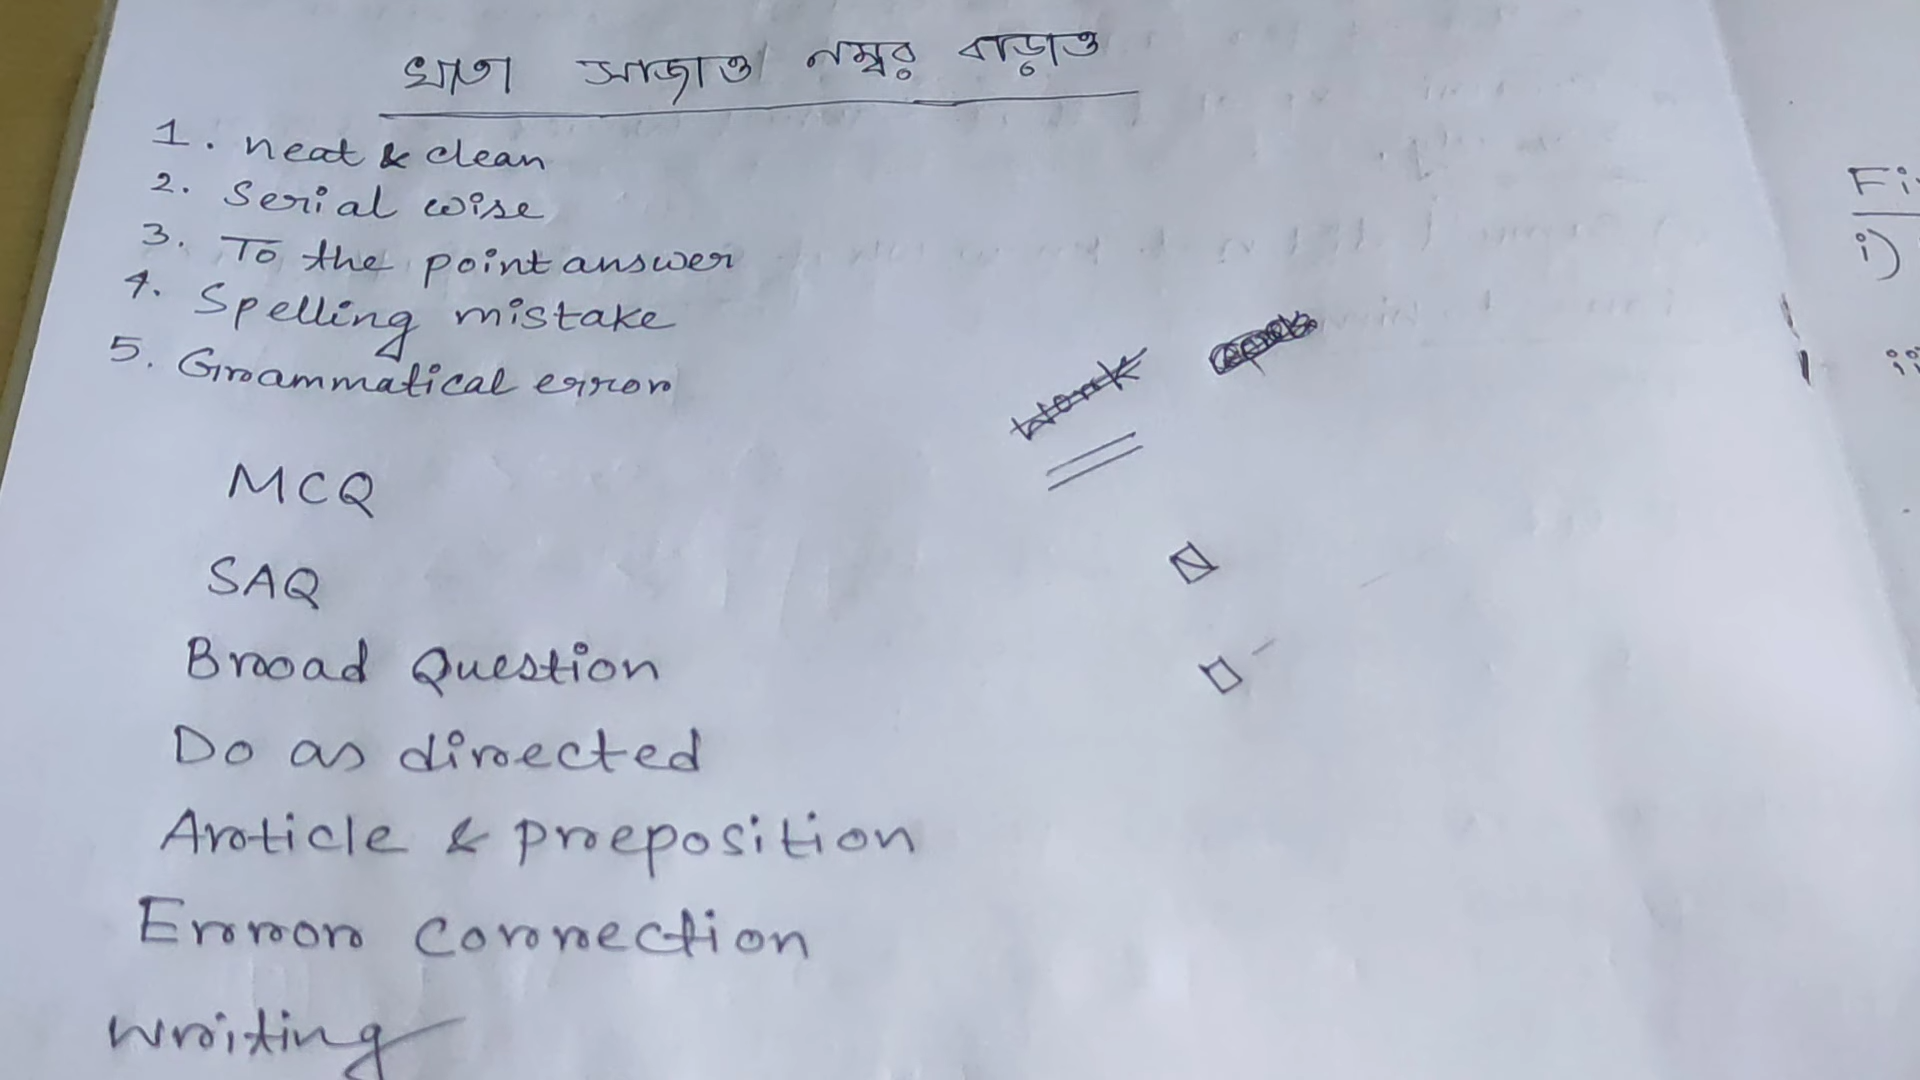 খাতা সাজাও নম্বর বাড়াও
1. neat & clean
2. Serial wise
3. To the point answer
4. Spelling mistake
5. Grammatical error
work
MCQ
SAQ
Broad Question
Do as directed
Article & preposition
Error correction
writing
i)